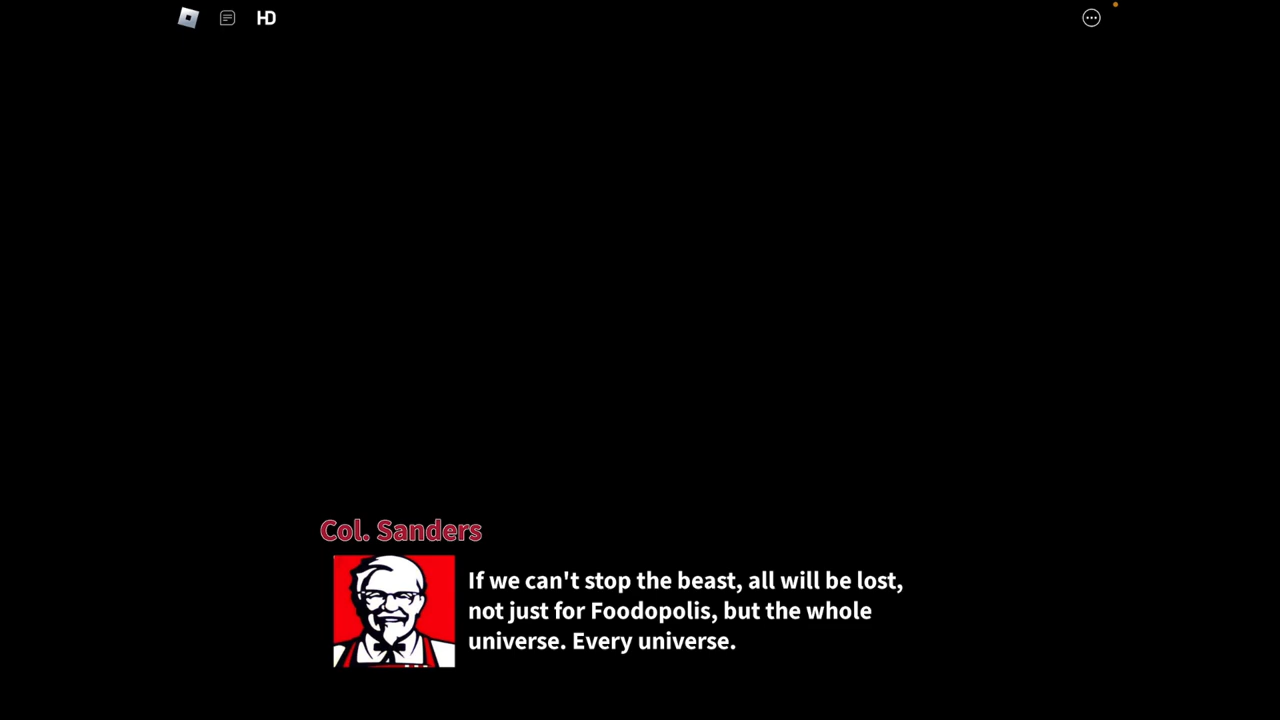 HD
Col. Sanders
If we can't stop the beast, all will be lost,
not just for Foodopolis, but the whole
universe. Every universe.